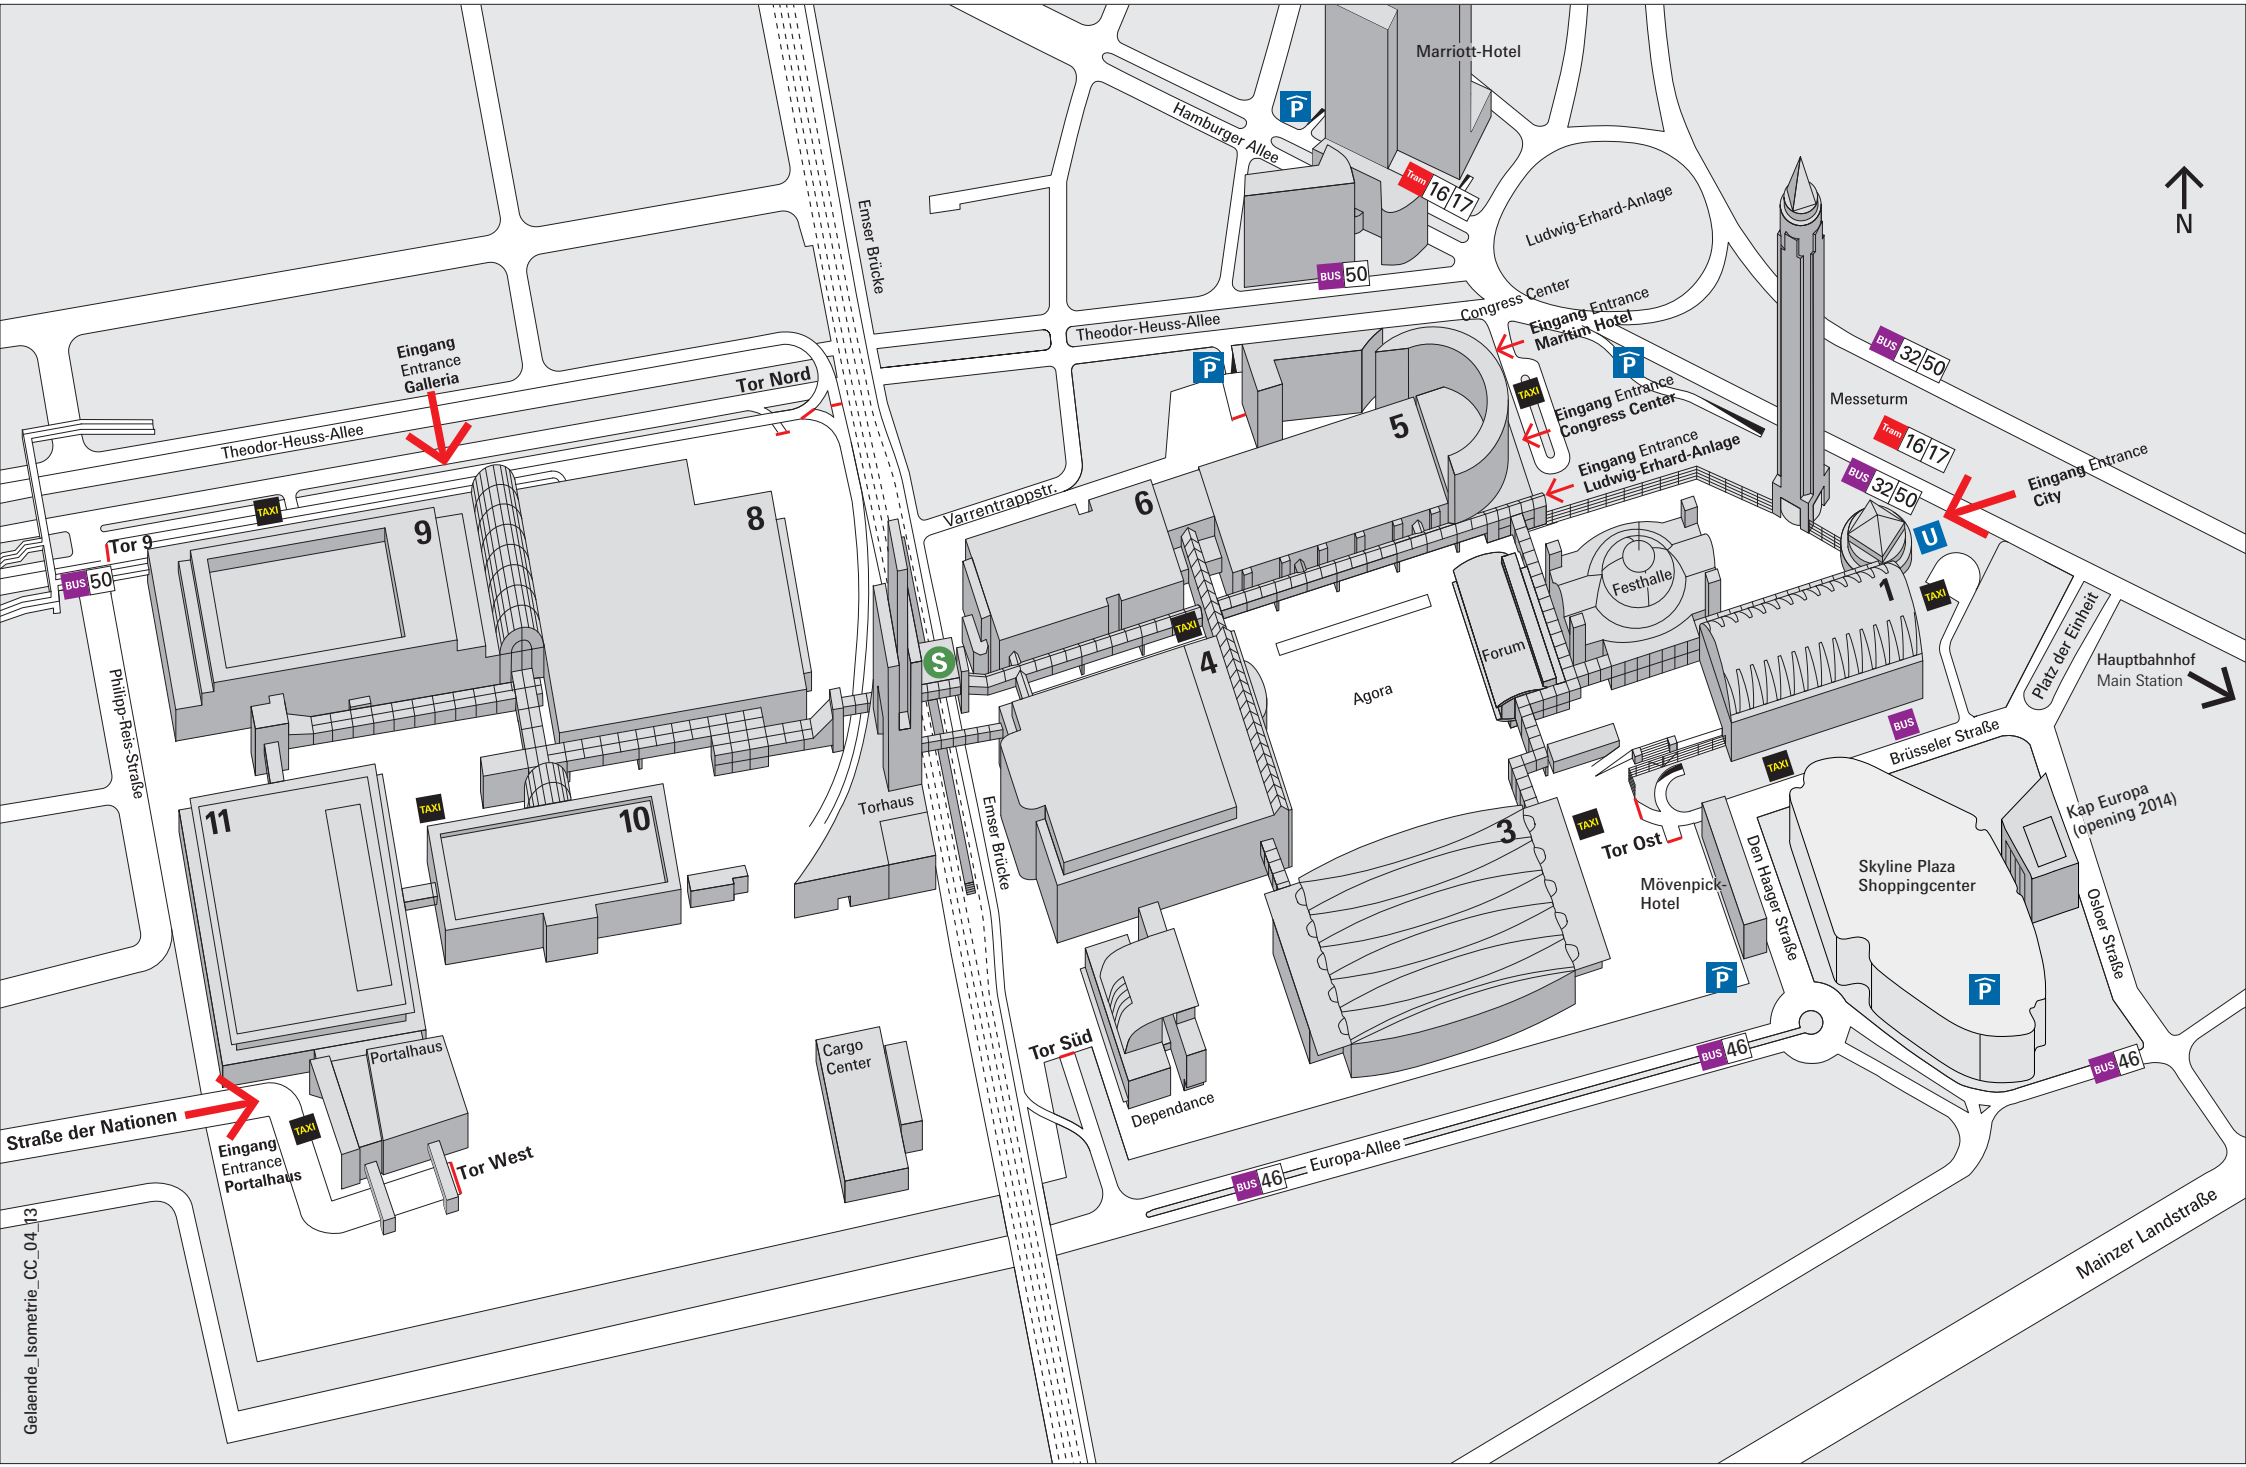 Marriott-Hotel
P
Hamburger Allee
Tram 16 17
Ludwig-Erhard-Anlage
N
Emser Brücke
BUS 50
Congress Center
Eingang Entrance
Maritim Hotel
Theodor-Heuss-Allee
P
P
BUS 32 50
Eingang
Entrance
Galleria
Tor Nord
TAXI
Eingang Entrance
Congress Center
Messeturm
Tram 16 17
Theodor-Heuss-Allee
5
Eingang Entrance
Ludwig-Erhard-Anlage
BUS 32 50
Eingang Entrance
City
Varrentrappstr.
6
TAXI
9
8
U
Tor 9
BUS 50
Festhalle
1
TAXI
TAXI
S
4
Forum
Agora
Platz der Einheit
Hauptbahnhof
Main Station
Philipp-Reis-Straße
BUS
Brüsseler Straße
TAXI
TAXI
11
10
Torhaus
Emser Brücke
3
TAXI
Tor Ost
Kap Europa
(opening 2014)
Mövenpick-
Hotel
Den Haager Straße
Skyline Plaza
Shoppingcenter
Osloer Straße
P
P
Portalhaus
Cargo
Center
Tor Süd
BUS 46
BUS 46
Dependance
Straße der Nationen
TAXI
Eingang
Entrance
Portalhaus
Tor West
BUS 46
Europa-Allee
Mainzer Landstraße
Gelaende_Isometrie_CC_04_13